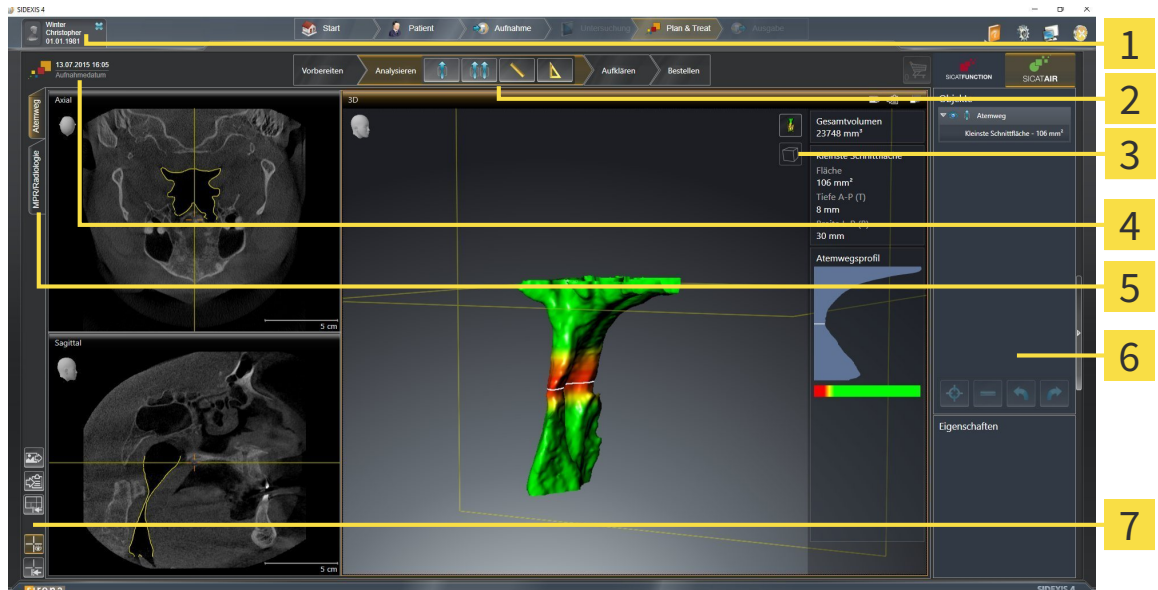 SIDEXIS 4
Winter
Christopher
01.01.1981
Start
Patient
Aufnahme
Untersuchung
Plan & Treat
Ausgabe
1
13.07.2015 16:05
Aufnahmedatum
Vorbereiten
Analysieren
Aufklären
Bestellen
SICATFUNCTION
SICATAIR
2
Atemweg
MPR/Radiologie
Axial
5 cm
3D
Gesamtvolumen
23748 mm³
Kleinste Schnittfläche
Fläche
106 mm²
Tiefe A-P (T)
8 mm
30 mm
Atemwegsprofil
Objekte
Atemweg
Kleinste Schnittfläche - 106 mm²
3
4
5
6
Sagittal
5 cm
Eigenschaften
7
SIDEXIS 4